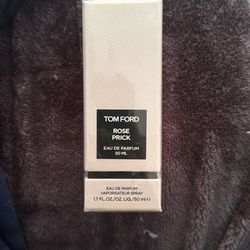 TOM FORD
ROSE
PRICK
EAU DE PARFUM
50 ML
EAU DE PARFUM
VAPORISATEUR SPRAY
1.7 FL. OZ./OZ. LIQ./50 ml ℮